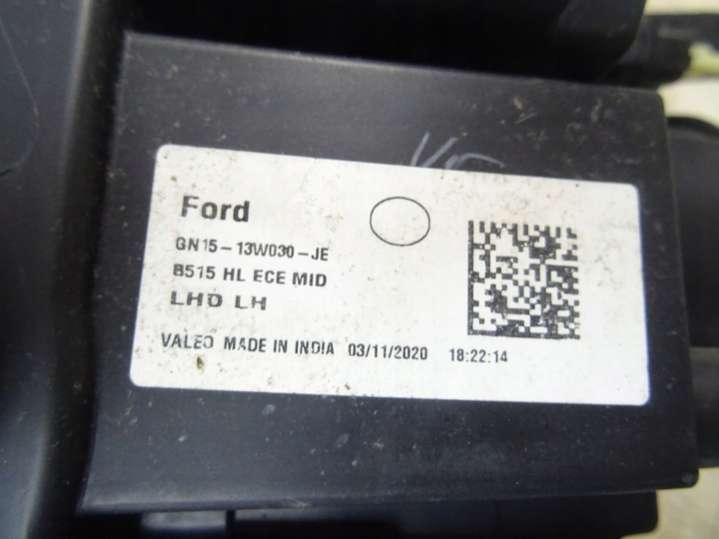 Ford
GN15-13W030-JE
B515 HL ECE MID
LHD LH
VALEO MADE IN INDIA 03/11/2020 18:22:14